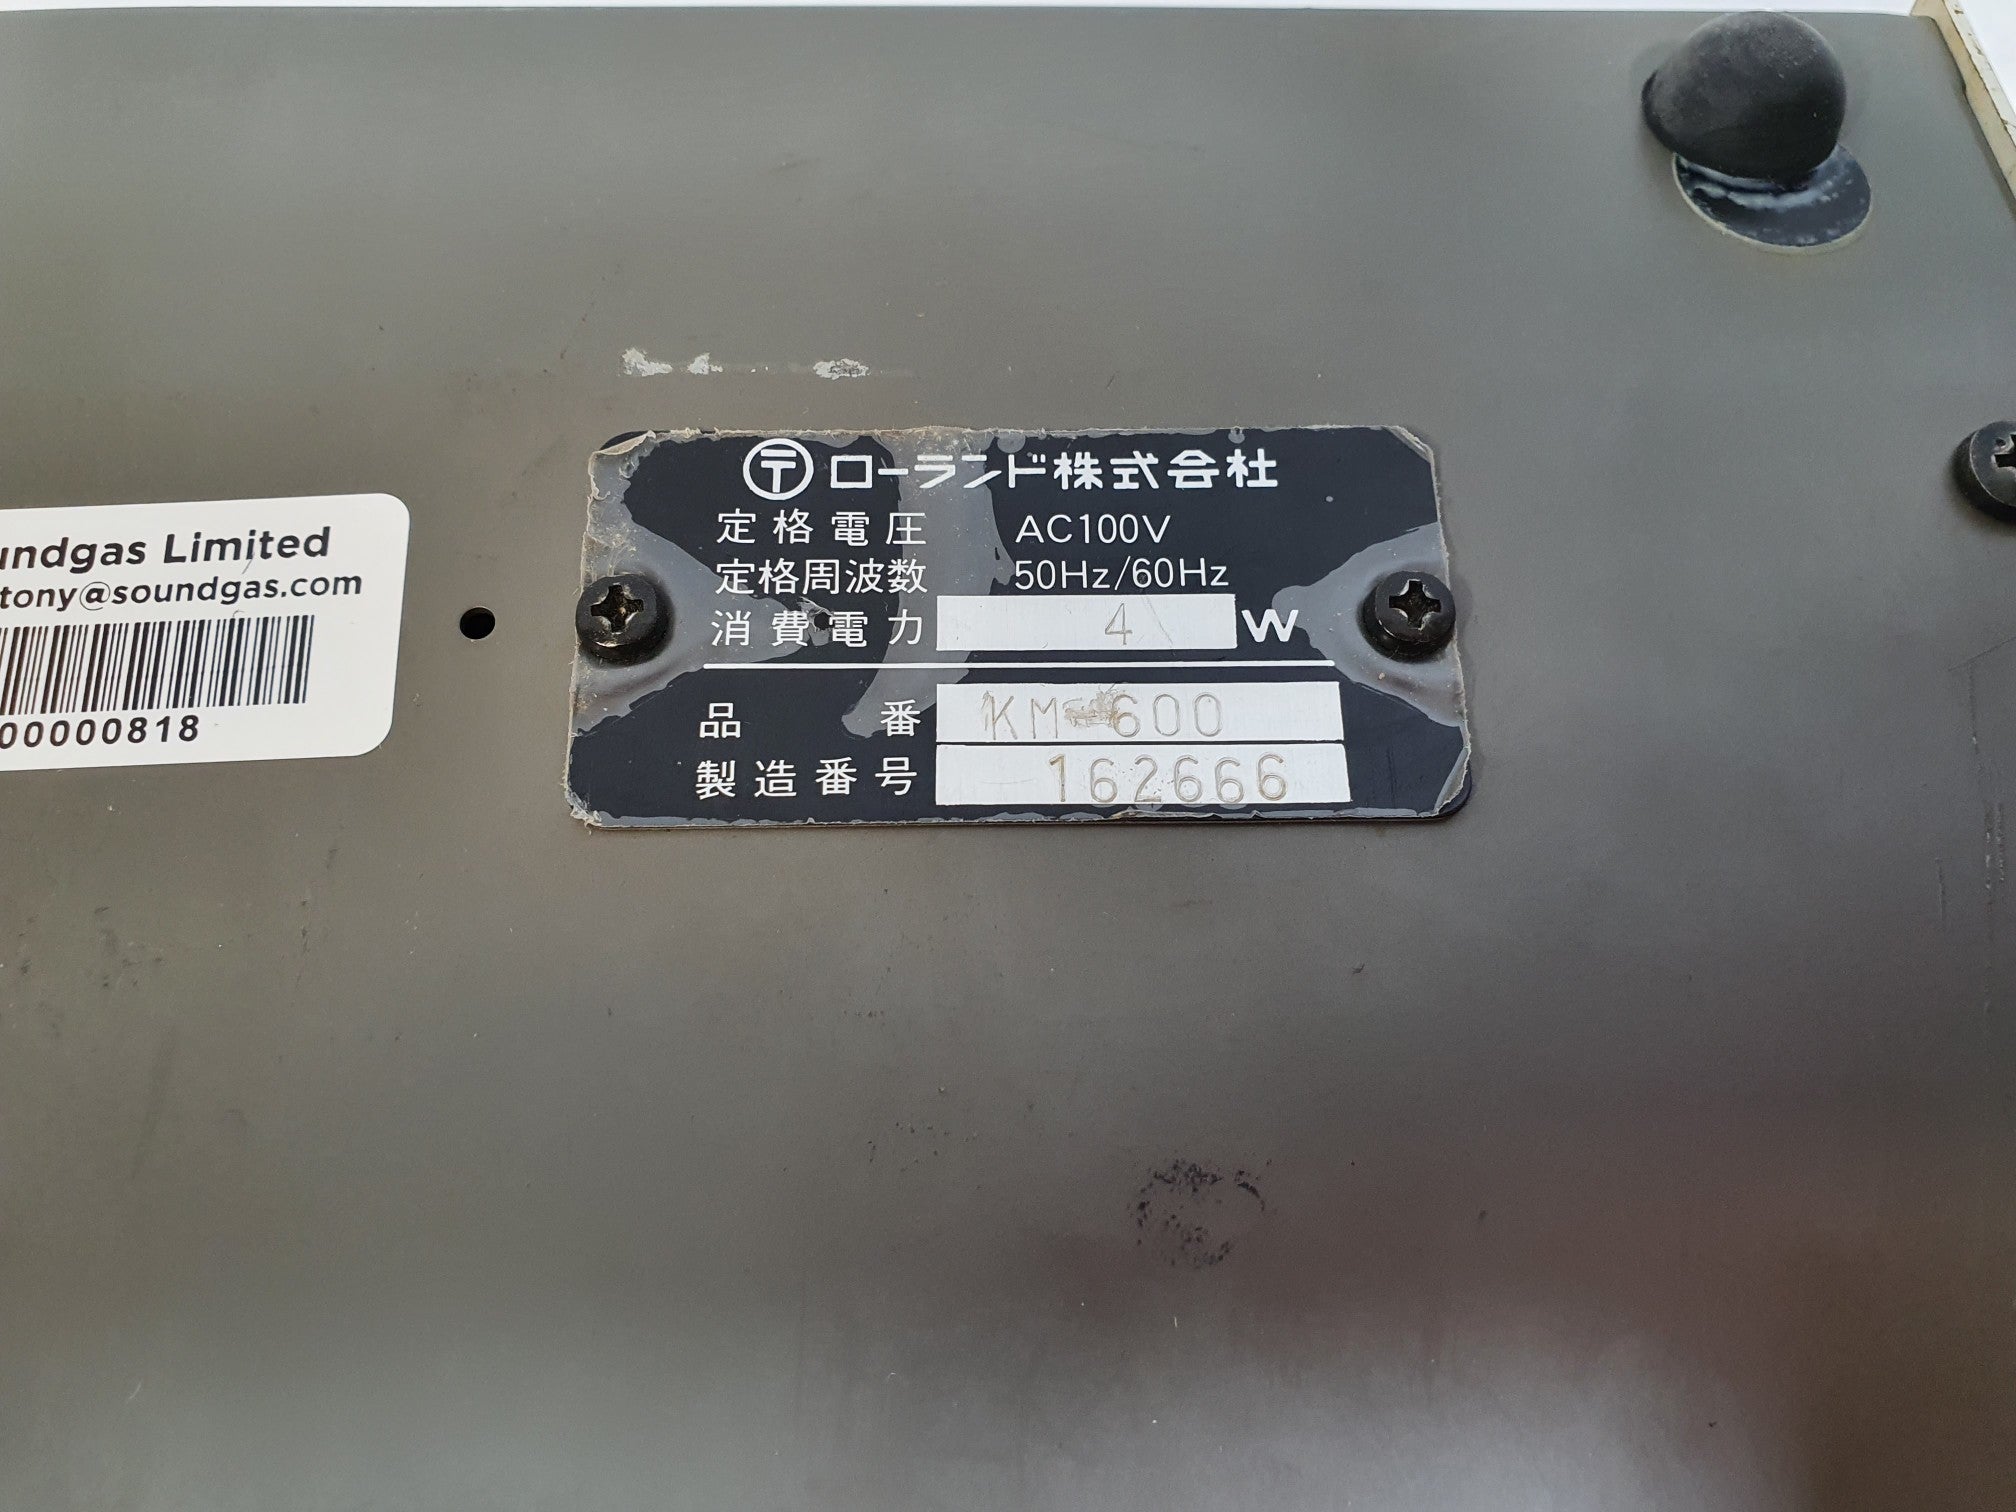 undgas Limited
tony@soundgas.com
00000818
〶 ローランド株式会社
定格電圧 AC100V
定格周波数 50Hz/60Hz
消費電力 4 W
品番 KM-600
製造番号 162666